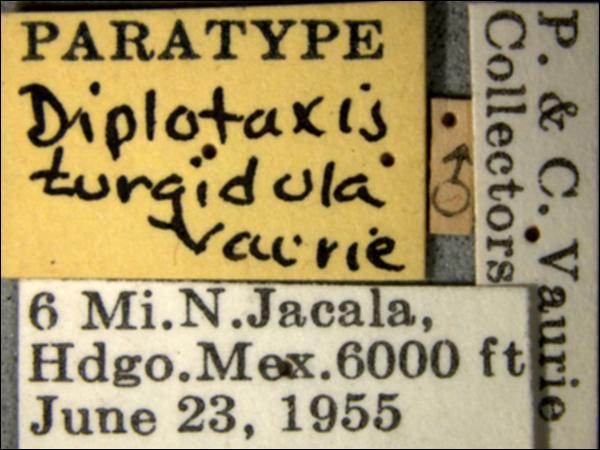 PARATYPE
Diplotaxis
turgidula
Vaurie
♂
6 Mi.N.Jacala,
Hdgo.Mex.6000 ft
June 23, 1955
P. & C. Vaurie
Collectors